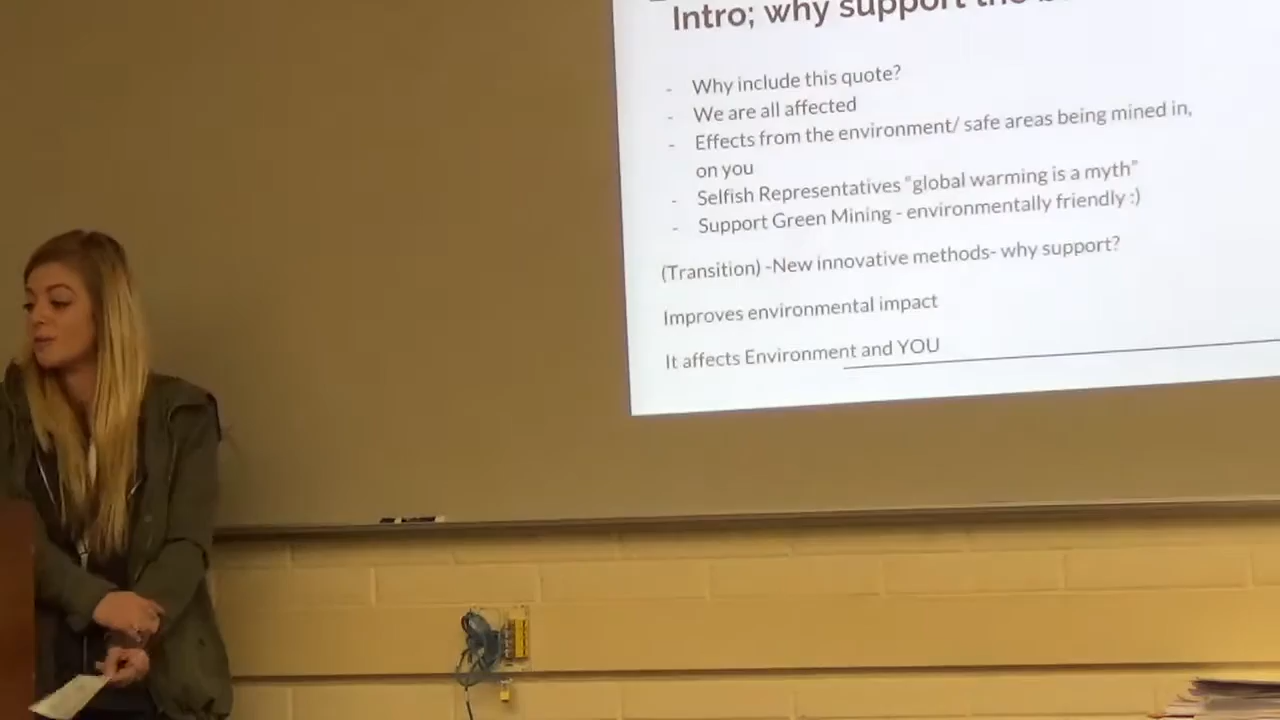 Intro; why support the
- Why include this quote?
- We are all affected
- Effects from the environment/ safe areas being mined in,
on you
- Selfish Representatives "global warming is a myth"
- Support Green Mining - environmentally friendly :)
(Transition) -New innovative methods- why support?
Improves environmental impact
It affects Environment and YOU